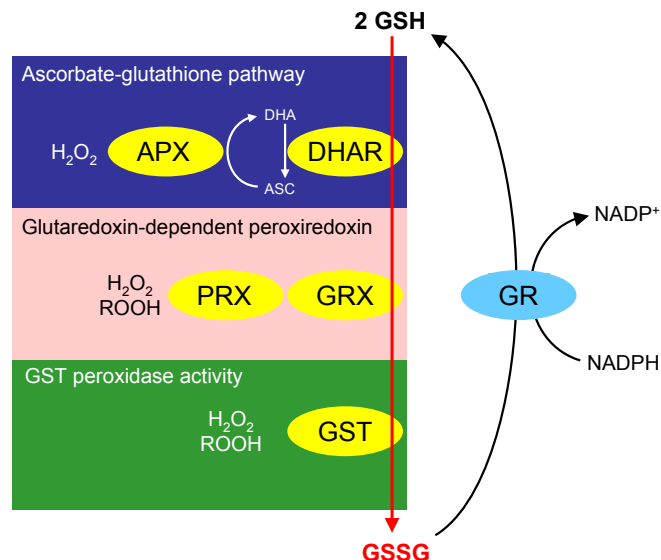 2 GSH
Ascorbate-glutathione pathway
DHA
H₂O₂
APX
DHAR
ASC
Glutaredoxin-dependent peroxiredoxin
NADP⁺
H₂O₂
ROOH
PRX
GRX
GR
GST peroxidase activity
NADPH
H₂O₂
ROOH
GST
GSSG